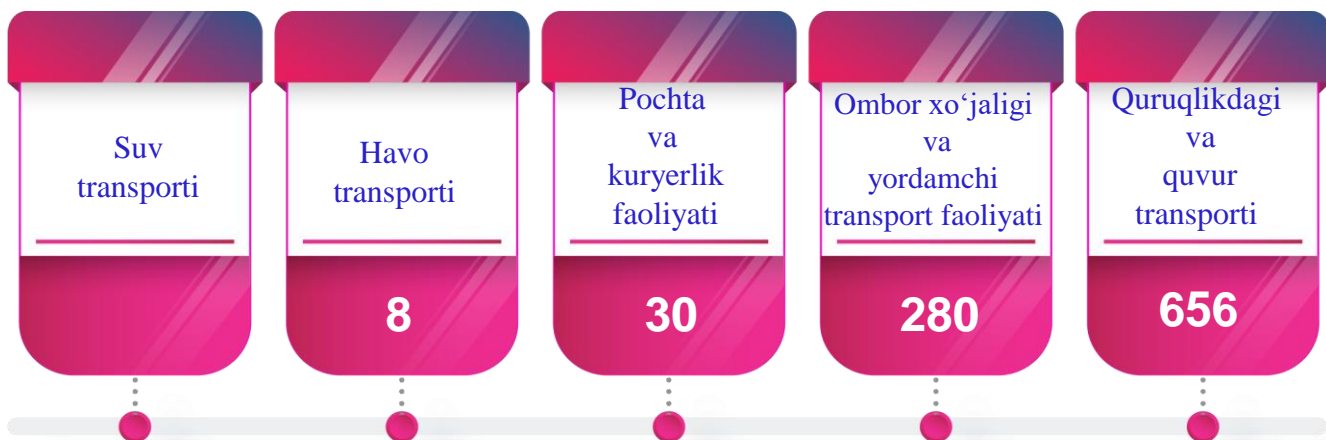 Suv
transporti
Havo
transporti
8
Pochta
va
kuryerlik
faoliyati
30
Ombor xo‘jaligi
va
yordamchi
transport faoliyati
280
Quruqlikdagi
va
quvur
transporti
656